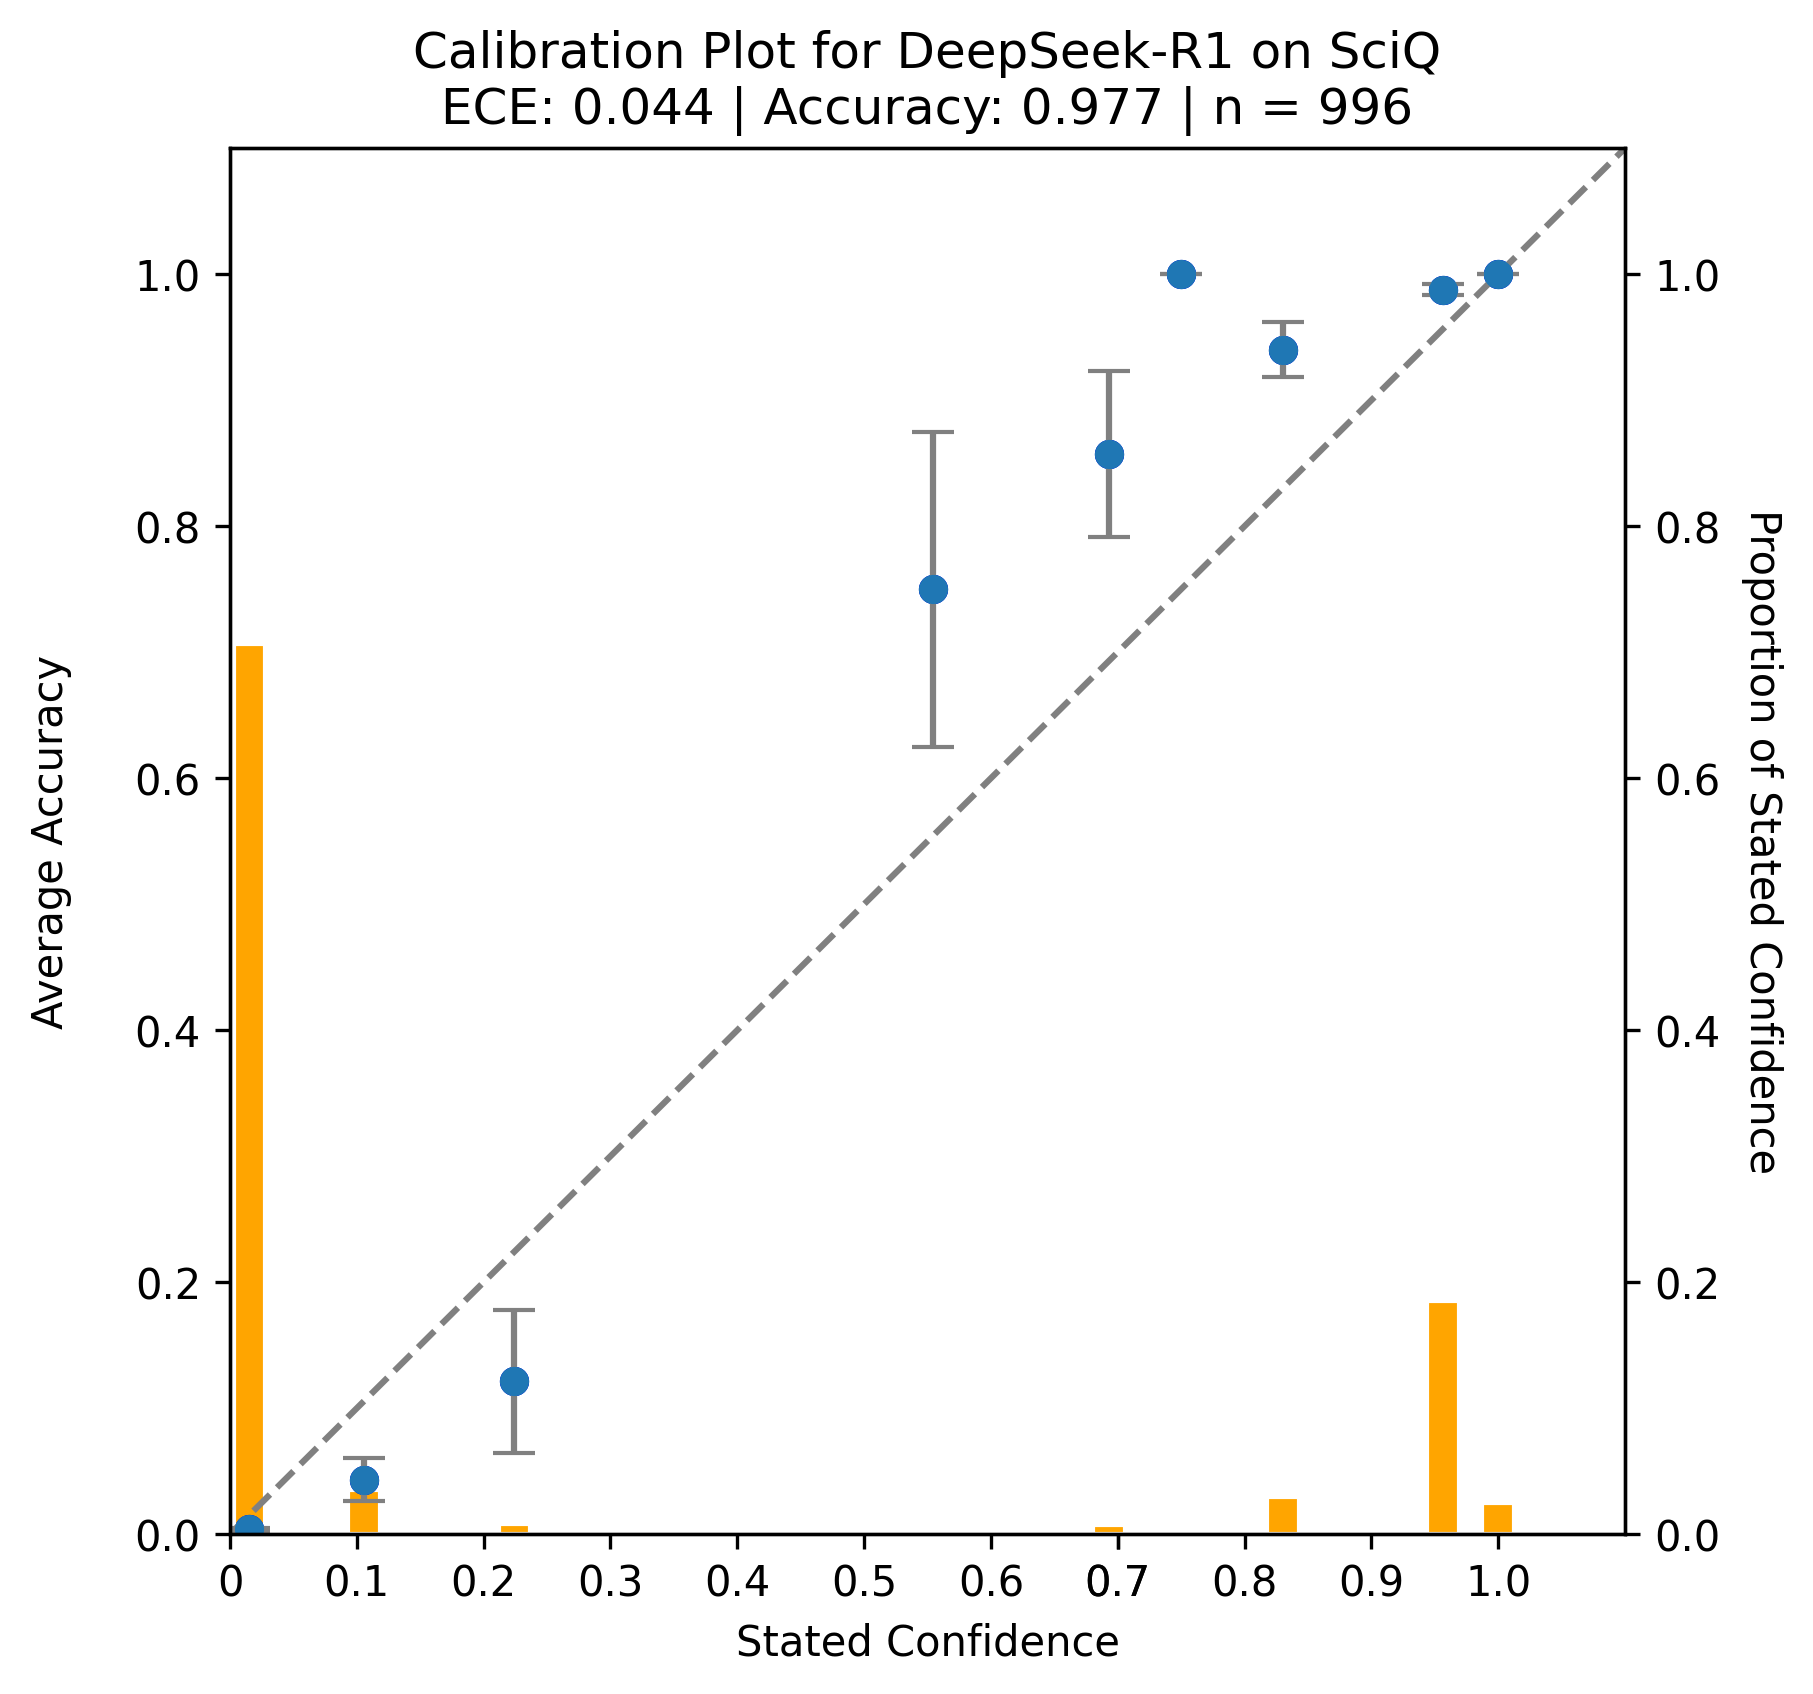 Calibration Plot for DeepSeek-R1 on SciQ
ECE: 0.044 | Accuracy: 0.977 | n = 996
1.0
0.8
0.6
0.4
0.2
0.0
Average Accuracy
1.0
0.8
0.6
0.4
0.2
0.0
Proportion of Stated Confidence
0 0.1 0.2 0.3 0.4 0.5 0.6 0.7 0.8 0.9 1.0
Stated Confidence